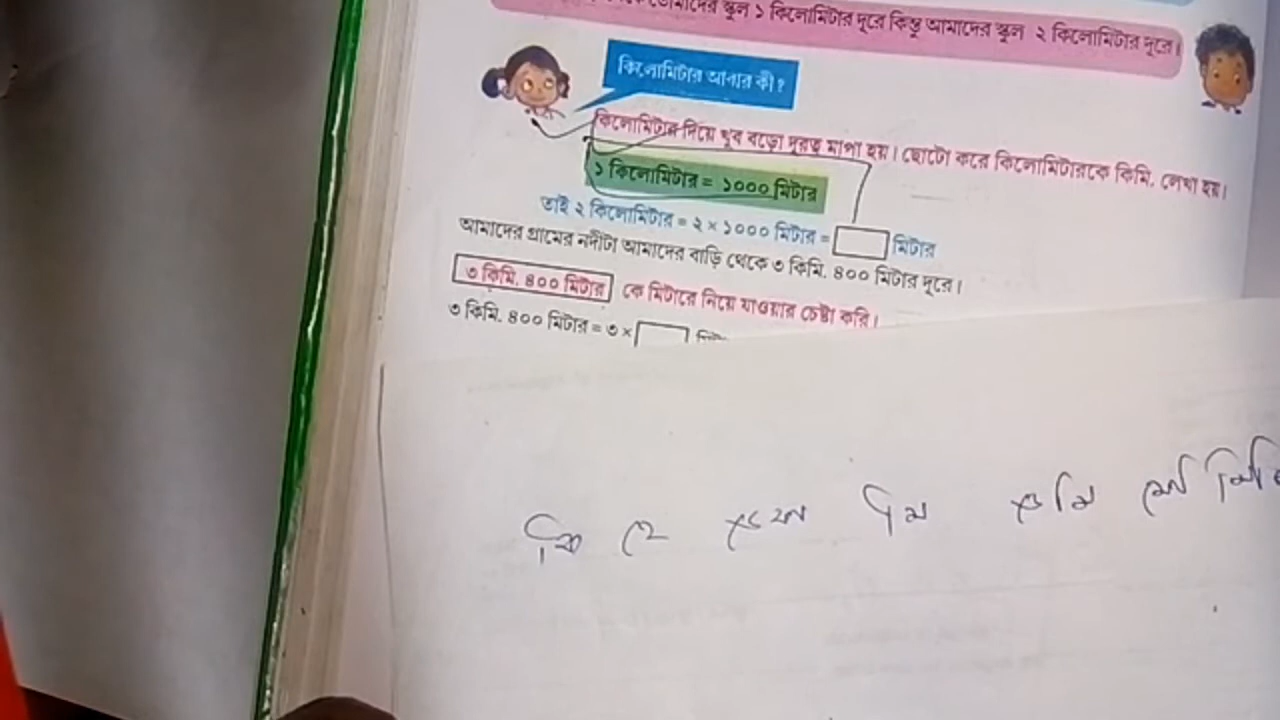 তোমাদের স্কুল ১ কিলোমিটার দূরে কিন্তু আমাদের স্কুল ২ কিলোমিটার দূরে।
কিলোমিটার আবার কী?
কিলোমিটার দিয়ে খুব বড়ো দূরত্ব মাপা হয়। ছোটো করে কিলোমিটারকে কিমি. লেখা হয়।
১ কিলোমিটার = ১০০০ মিটার
তাই ২ কিলোমিটার = ২ × ১০০০ মিটার = মিটার
আমাদের গ্রামের নদীটা আমাদের বাড়ি থেকে ৩ কিমি. ৪০০ মিটার দূরে।
৩ কিমি. ৪০০ মিটার কে মিটারে নিয়ে যাওয়ার চেষ্টা করি।
৩ কিমি. ৪০০ মিটার = ৩ ×
কি হে ডেকা মি